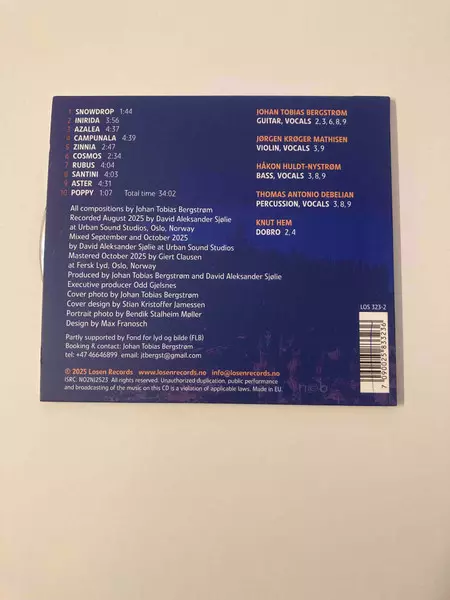 1 SNOWDROP 1:44
2 INIRIDA 3:56
3 AZALEA 4:37
4 CAMPUNALA 4:39
5 ZINNIA 2:47
6 COSMOS 2:34
7 RUBUS 4:04
8 SANTINI 4:03
9 ASTER 4:31
10 POPPY 1:07 Total time 34:02
All compositions by Johan Tobias Bergstrøm
Recorded August 2025 by David Aleksander Sjølie
at Urban Sound Studios, Oslo, Norway
Mixed September and October 2025
by David Aleksander Sjølie at Urban Sound Studios
Mastered October 2025 by Giert Clausen
at Fersk Lyd, Oslo, Norway
Produced by Johan Tobias Bergstrøm and David Aleksander Sjølie
Executive producer Odd Gjelsnes
Cover photo by Johan Tobias Bergstrøm
Cover design by Stian Kristoffer Jamessen
Portrait photo by Bendik Stalheim Møller
Design by Max Franosch
Partly supported by Fond for lyd og bilde (FLB)
Booking & contact: Johan Tobias Bergstrøm
tel: +47 46646899 email: jtbergst@gmail.com
© 2025 Losen Records www.losenrecords.no info@losenrecords.no
ISRC: NO2NJ2523 All rights reserved. Unauthorized duplication, public performance
and broadcasting of the music on this CD is a violation of applicable laws. Made in EU.
JOHAN TOBIAS BERGSTRØM
GUITAR, VOCALS 2, 3, 6, 8, 9
JØRGEN KRØGER MATHISEN
VIOLIN, VOCALS 3, 9
HÅKON HULDT-NYSTRØM
BASS, VOCALS 3, 8, 9
THOMAS ANTONIO DEBELIAN
PERCUSSION, VOCALS 3, 8, 9
KNUT HEM
DOBRO 2, 4
LOS 323-2
7 090025 833236